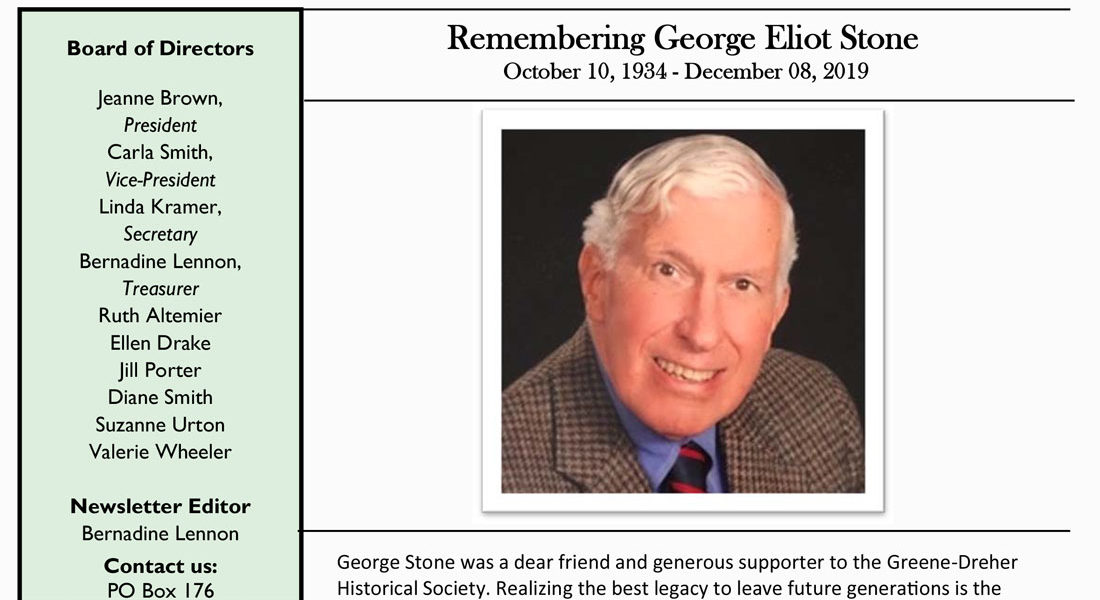 Board of Directors
Jeanne Brown,
President
Carla Smith,
Vice-President
Linda Kramer,
Secretary
Bernadine Lennon,
Treasurer
Ruth Altemier
Ellen Drake
Jill Porter
Diane Smith
Suzanne Urton
Valerie Wheeler
Newsletter Editor
Bernadine Lennon
Contact us:
PO Box 176
Remembering George Eliot Stone
October 10, 1934 - December 08, 2019
George Stone was a dear friend and generous supporter to the Greene-Dreher
Historical Society. Realizing the best legacy to leave future generations is the